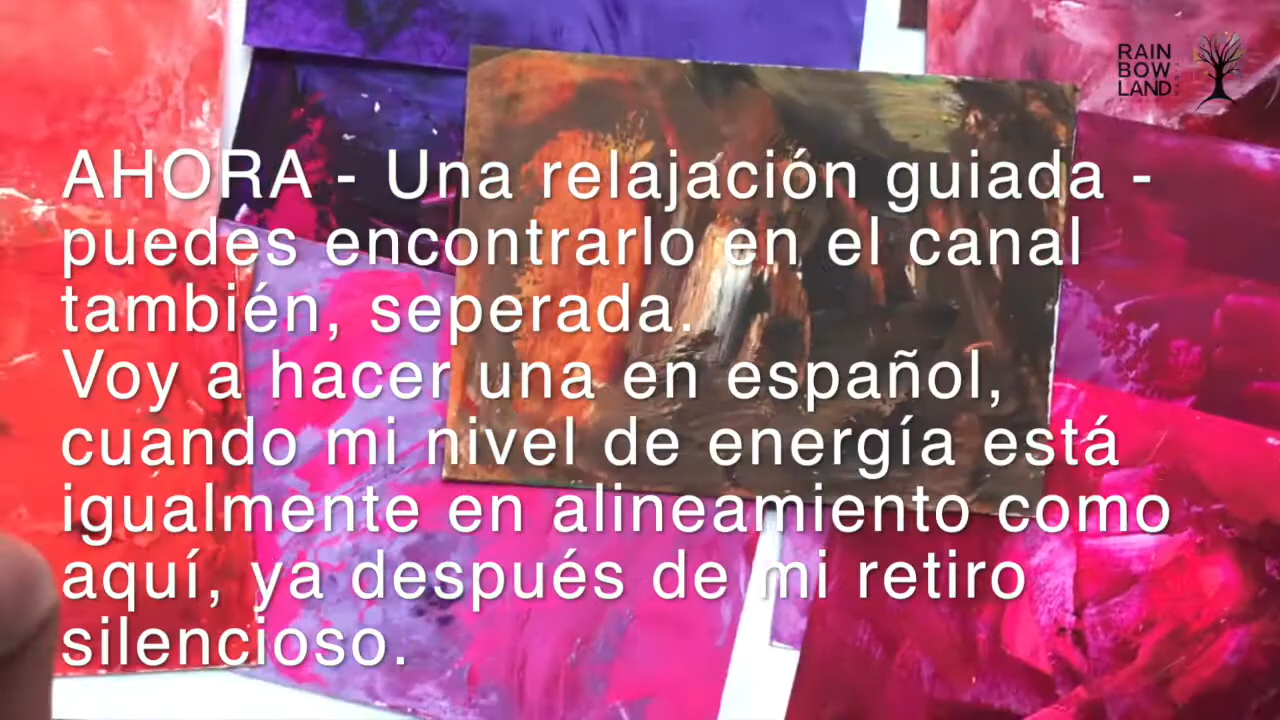 RAIN
BOW
LAND
AHORA - Una relajación guiada -
puedes encontrarlo en el canal
también, seperada.
Voy a hacer una en español,
cuando mi nivel de energía está
igualmente en alineamiento como
aquí, ya después de mi retiro
silencioso.